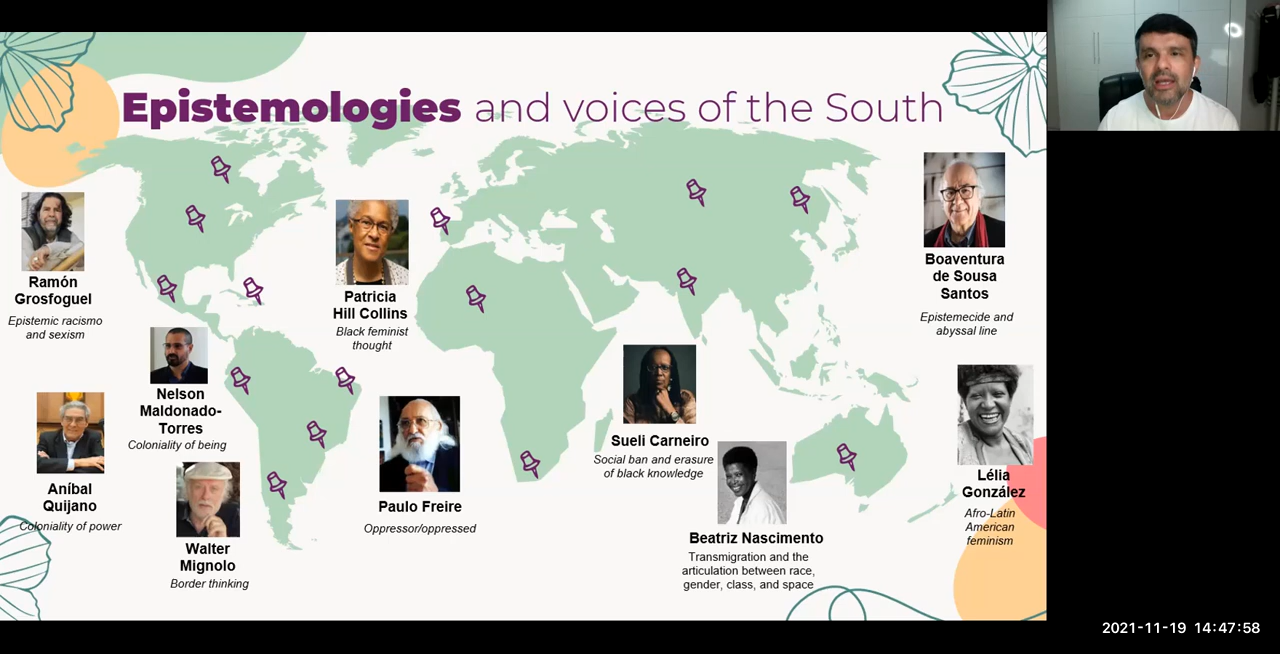 Epistemologies and voices of the South
Ramón
Grosfoguel
Epistemic racismo
and sexism
Patricia
Hill Collins
Black feminist
thought
Boaventura
de Sousa
Santos
Epistemecide and
abyssal line
Nelson
Maldonado-
Torres
Coloniality of being
Aníbal
Quijano
Coloniality of power
Walter
Mignolo
Border thinking
Paulo Freire
Oppressor/oppressed
Sueli Carneiro
Social ban and erasure
of black knowledge
Beatriz Nascimento
Transmigration and the
articulation between race,
gender, class, and space
Lélia
González
Afro-Latin
American
feminism
2021-11-19 14:47:58